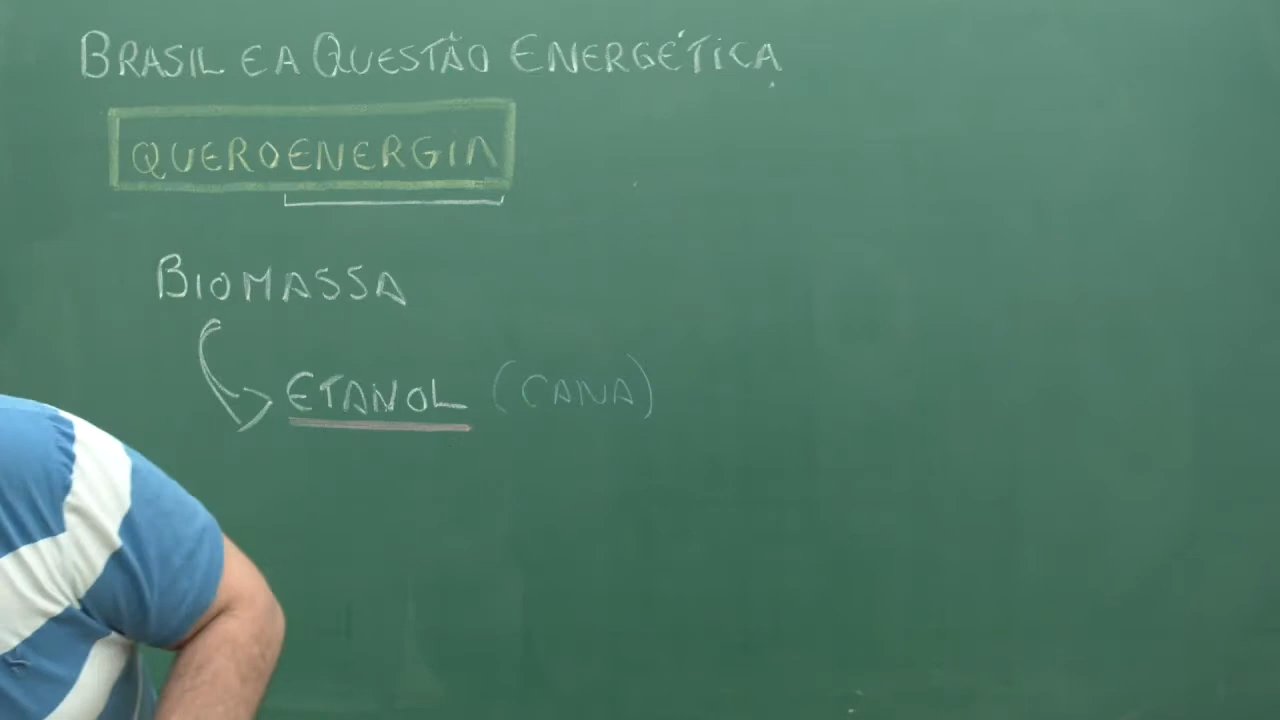 BRASIL E A QUESTÃO ENERGÉTICA
QUEROENERGIA
BIOMASSA
ETANOL (CANA)